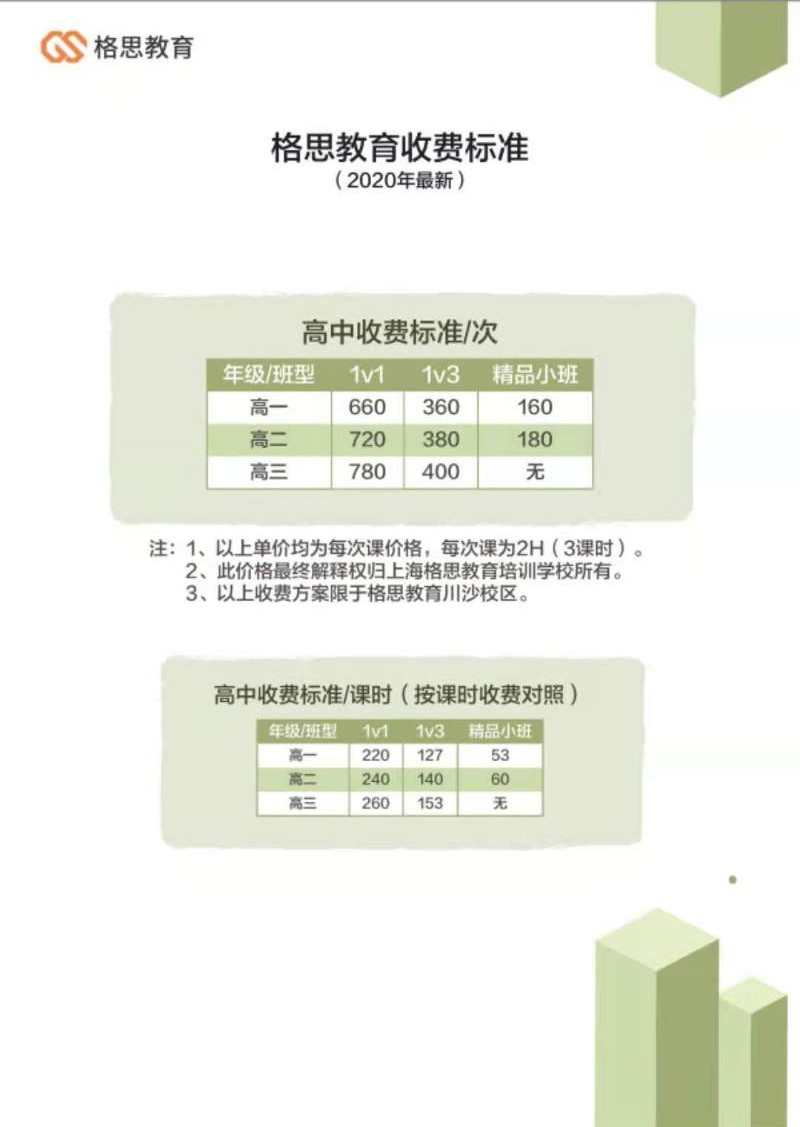 格思教育
格思教育收费标准
（2020年最新）
高中收费标准/次
年级/班型 1v1 1v3 精品小班
高一 660 360 160
高二 720 380 180
高三 780 400 无
注：1、以上单价均为每次课价格，每次课为2H（3课时）。
2、此价格最终解释权归上海格思教育培训学校所有。
3、以上收费方案限于格思教育川沙校区。
高中收费标准/课时（按课时收费对照）
年级/班型 1v1 1v3 精品小班
高一 220 127 53
高二 240 140 60
高三 260 153 无